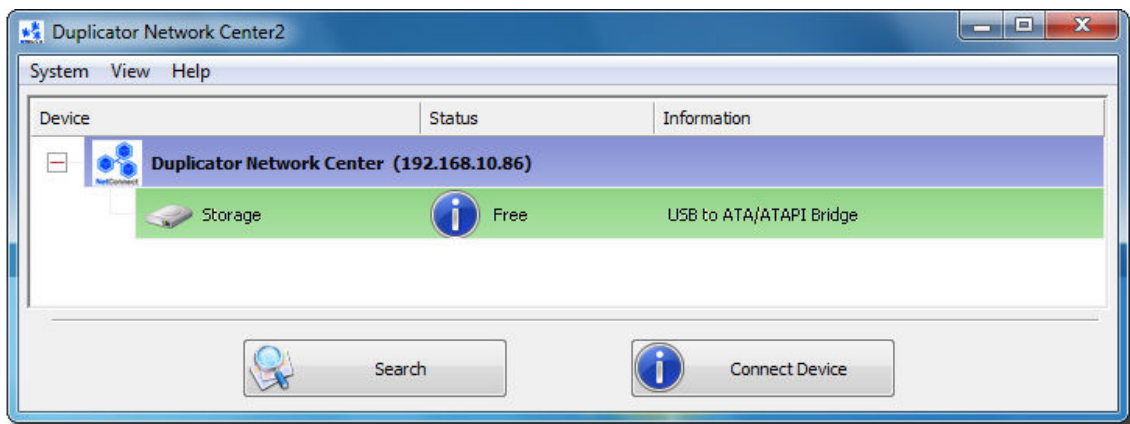 Duplicator Network Center2
System View Help
Device Status Information
NetConnect Duplicator Network Center (192.168.10.86)
Storage Free USB to ATA/ATAPI Bridge
Search Connect Device